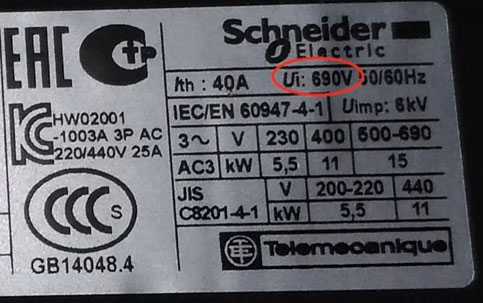 EAC
Schneider
Electric
Ith : 40A Ui: 690V 50/60Hz
IEC/EN 60947-4-1 Uimp: 6kV
HW02001
-1003A 3P AC
220/440V 25A
3~ V 230 400 500-690
AC3 kW 5,5 11 15
JIS V 200-220 440
C8201-4-1 kW 5,5 11
CCC S
GB14048.4
Telemecanique